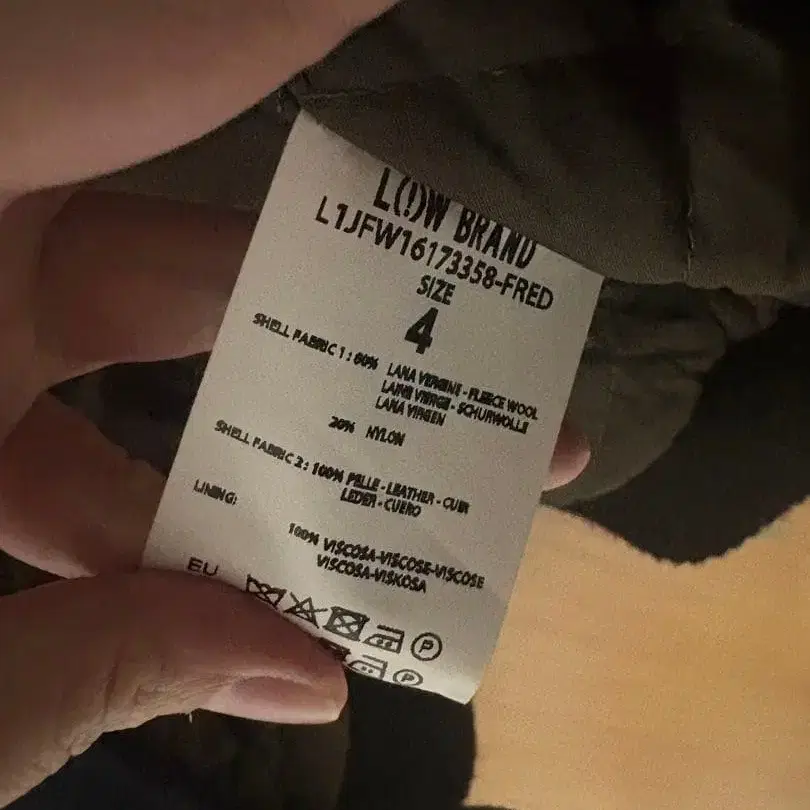 L(!)W BRAND
L1JFW16173358-FRED
SIZE
4
SHELL FABRIC 1 : 80% LANA VERGINE - FLEECE WOOL
LAINE VIERGE - SCHURWOLLE
LANA VIRGEN
20% NYLON
SHELL FABRIC 2 : 100% PELLE - LEATHER - CUIR
LEDER - CUERO
LINING:
100% VISCOSA-VISCOSE-VISCOSE
VISCOSA-VISKOSA
EU
P
P